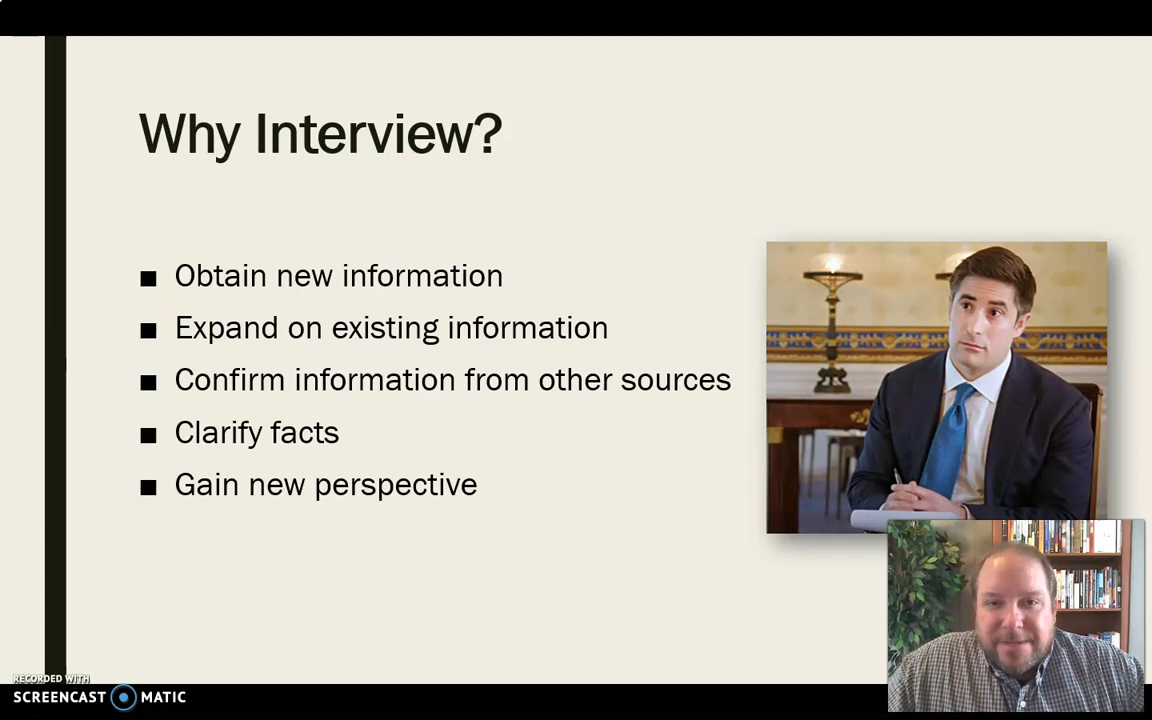 Why Interview?
■ Obtain new information
■ Expand on existing information
■ Confirm information from other sources
■ Clarify facts
■ Gain new perspective
RECORDED WITH
SCREENCAST MATIC